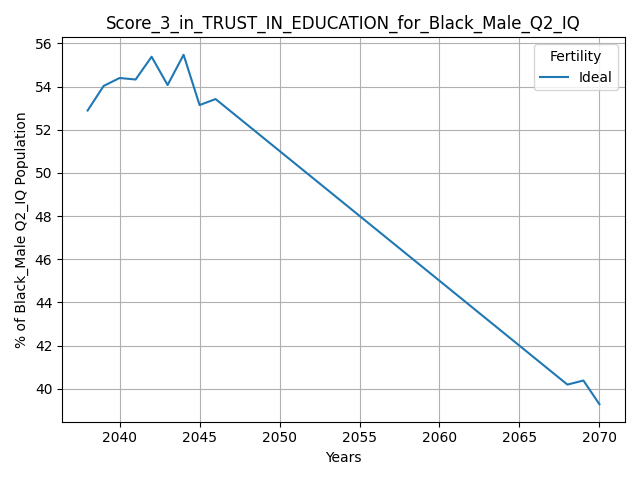 Score_3_in_TRUST_IN_EDUCATION_for_Black_Male_Q2_IQ
Fertility
Ideal
% of Black_Male Q2_IQ Population
56
54
52
50
48
46
44
42
40
2040 2045 2050 2055 2060 2065 2070
Years